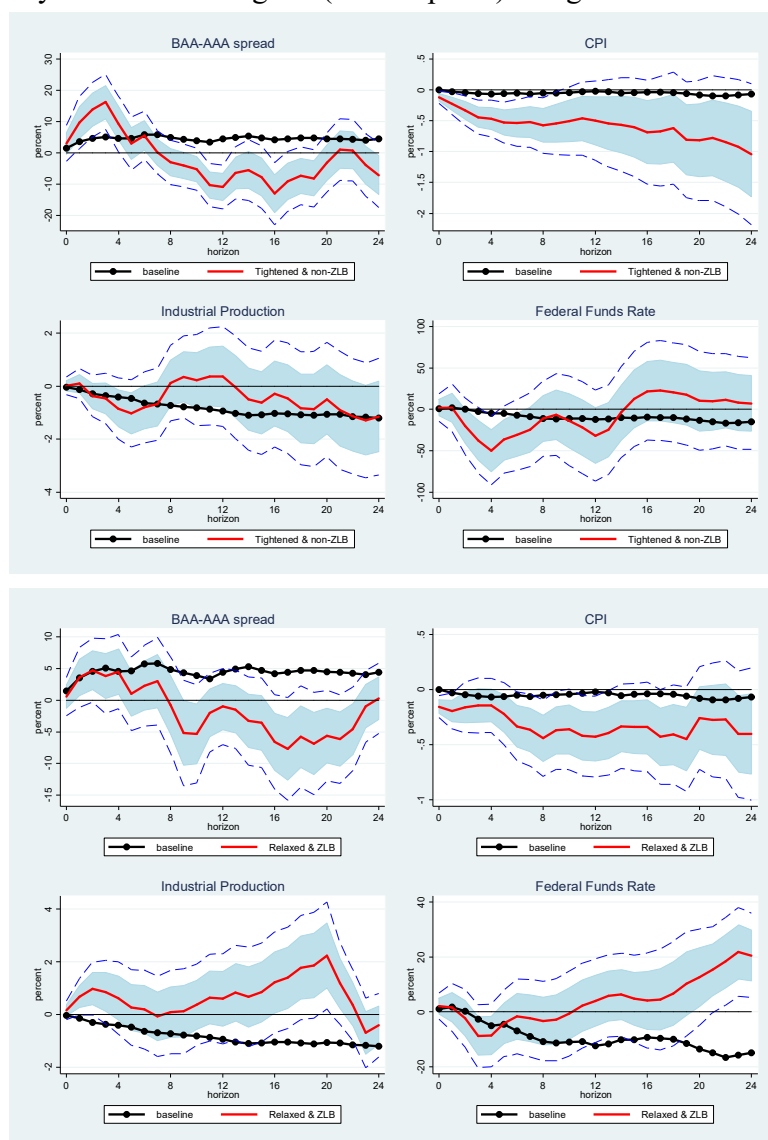 BAA-AAA spread
percent
30
20
10
0
-10
-20
0 4 8 12 16 20 24
horizon
baseline Tightened & non-ZLB
CPI
percent
.5
0
-.5
-1
-1.5
-2
0 4 8 12 16 20 24
horizon
baseline Tightened & non-ZLB
Industrial Production
percent
2
0
-2
-4
0 4 8 12 16 20 24
horizon
baseline Tightened & non-ZLB
Federal Funds Rate
percent
100
50
0
-50
-100
0 4 8 12 16 20 24
horizon
baseline Tightened & non-ZLB
BAA-AAA spread
percent
10
5
0
-5
-10
-15
0 4 8 12 16 20 24
horizon
baseline Relaxed & ZLB
CPI
percent
.5
0
-.5
-1
0 4 8 12 16 20 24
horizon
baseline Relaxed & ZLB
Industrial Production
percent
4
2
0
-2
0 4 8 12 16 20 24
horizon
baseline Relaxed & ZLB
Federal Funds Rate
percent
40
20
0
-20
0 4 8 12 16 20 24
horizon
baseline Relaxed & ZLB